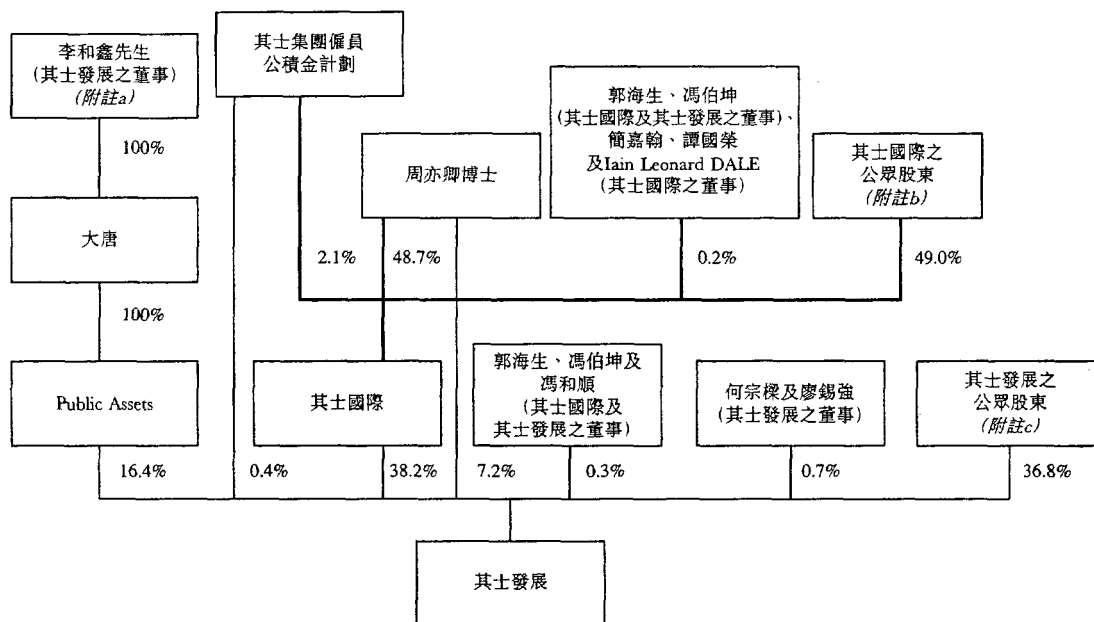 李和鑫先生
(其士發展之董事)
(附註a)
其士集團僱員
公積金計劃
郭海生、馮伯坤
(其士國際及其士發展之董事)、
簡嘉翰、譚國榮
及Iain Leonard DALE
(其士國際之董事)
其士國際之
公眾股東
(附註b)
周亦卿博士
100%
大唐
2.1%
48.7%
0.2%
49.0%
100%
Public Assets
其士國際
郭海生、馮伯坤及
馮和順
(其士國際及
其士發展之董事)
何宗樑及廖錫強
(其士發展之董事)
其士發展之
公眾股東
(附註c)
16.4%
0.4%
38.2%
7.2%
0.3%
0.7%
36.8%
其士發展